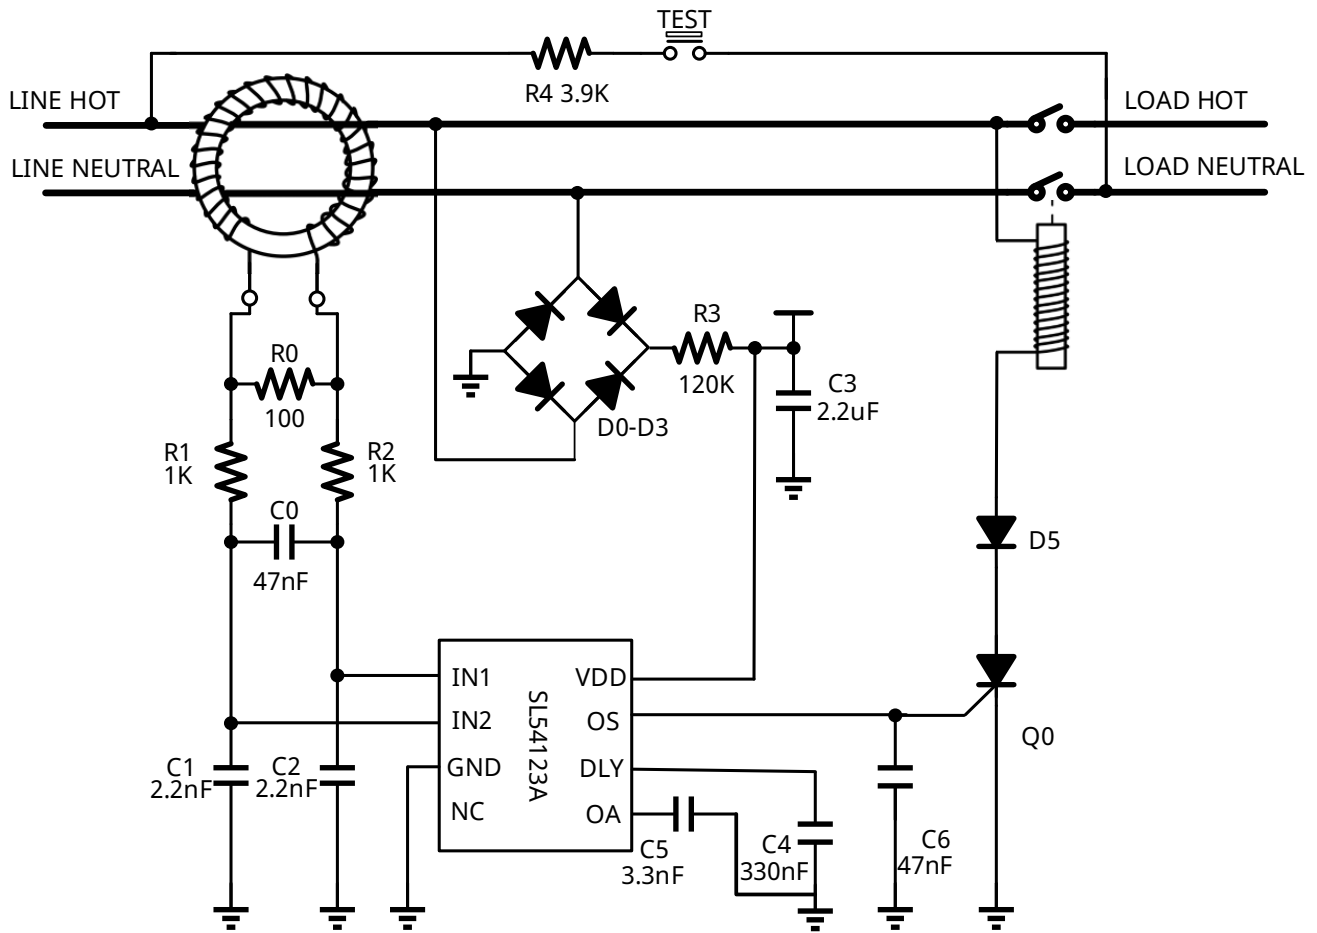 TEST
R4 3.9K
LINE HOT
LOAD HOT
LINE NEUTRAL
LOAD NEUTRAL
R3
120K
C3
2.2uF
D0-D3
R0
100
R1
1K
R2
1K
C0
47nF
D5
IN1
IN2
GND
NC
SL54123A
VDD
OS
DLY
OA
Q0
C1
2.2nF
C2
2.2nF
C5
3.3nF
C4
330nF
C6
47nF